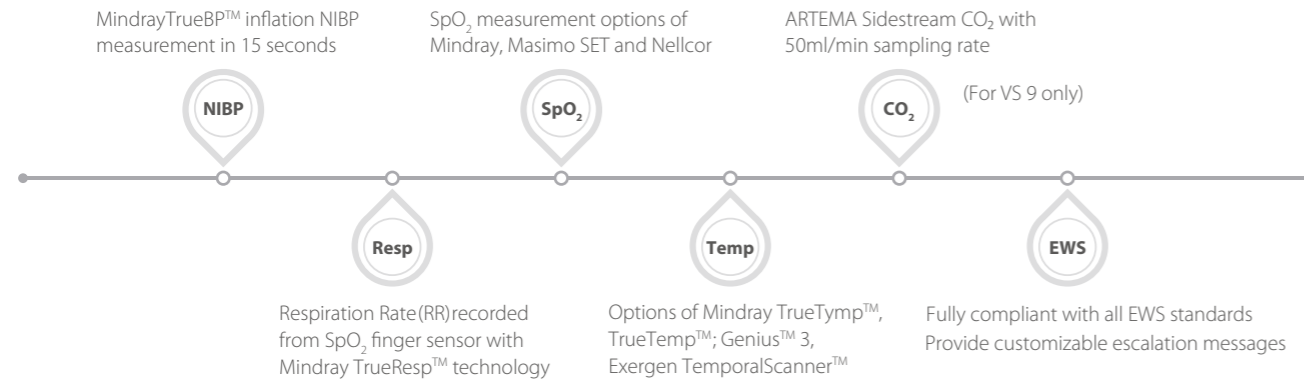 MindrayTrueBP™ inflation NIBP
measurement in 15 seconds
SpO₂ measurement options of
Mindray, Masimo SET and Nellcor
ARTEMA Sidestream CO₂ with
50ml/min sampling rate
(For VS 9 only)
NIBP
SpO₂
CO₂
Resp
Temp
EWS
Respiration Rate(RR)recorded
from SpO₂ finger sensor with
Mindray TrueResp™ technology
Options of Mindray TrueTymp™,
TrueTemp™; Genius™ 3,
Exergen TemporalScanner™
Fully compliant with all EWS standards
Provide customizable escalation messages